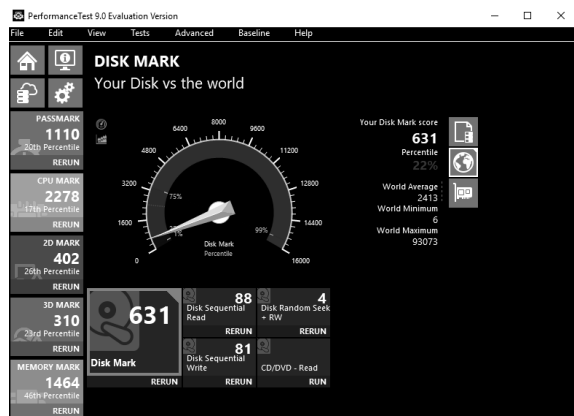 PerformanceTest 9.0 Evaluation Version
File Edit View Tests Advanced Baseline Help
DISK MARK
Your Disk vs the world
PASSMARK
1110
20th Percentile
RERUN
CPU MARK
2278
17th Percentile
RERUN
2D MARK
402
26th Percentile
RERUN
3D MARK
310
23rd Percentile
RERUN
MEMORY MARK
1464
46th Percentile
RERUN
0
1600
3200
4800
6400
8000
9600
11200
12800
14400
16000
75%
1%
99%
Disk Mark
Percentile
Your Disk Mark score
631
Percentile
22%
World Average
2413
World Minimum
6
World Maximum
93073
631
Disk Mark
RERUN
88
Disk Sequential
Read
RERUN
4
Disk Random Seek
+ RW
RERUN
81
Disk Sequential
Write
RERUN
CD/DVD - Read
RUN